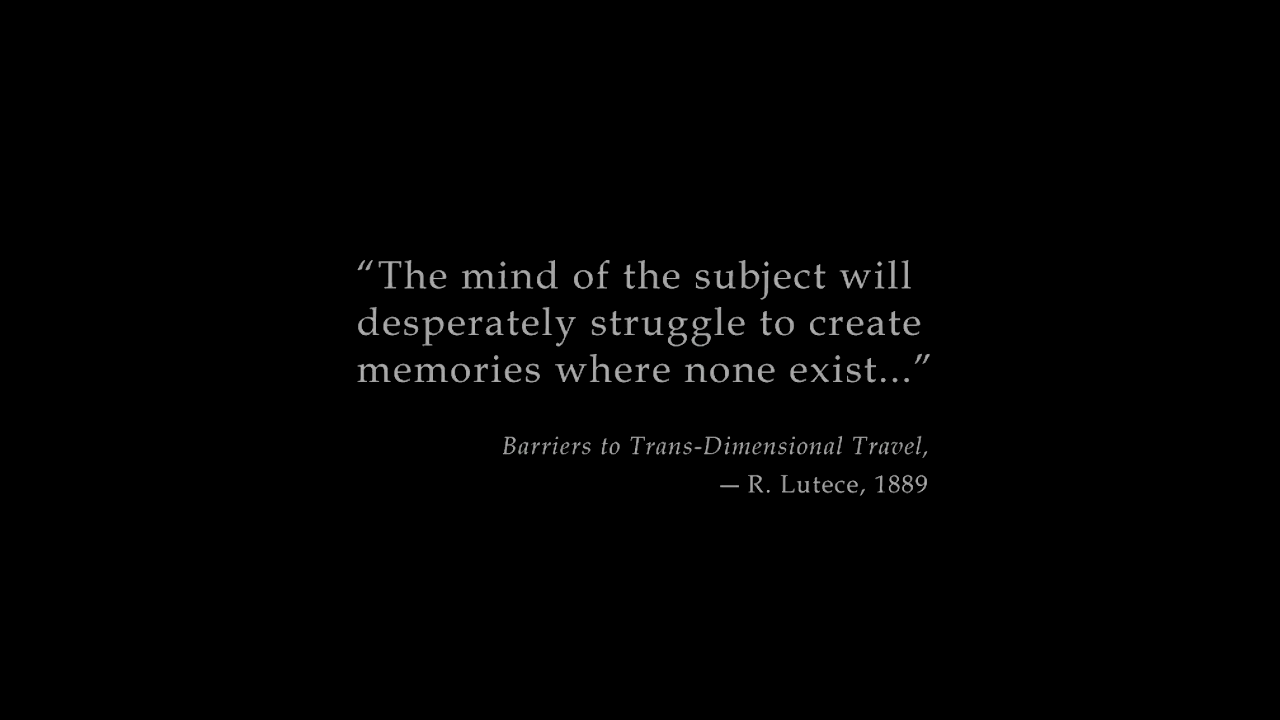 “The mind of the subject will
desperately struggle to create
memories where none exist...”
Barriers to Trans-Dimensional Travel,
— R. Lutece, 1889